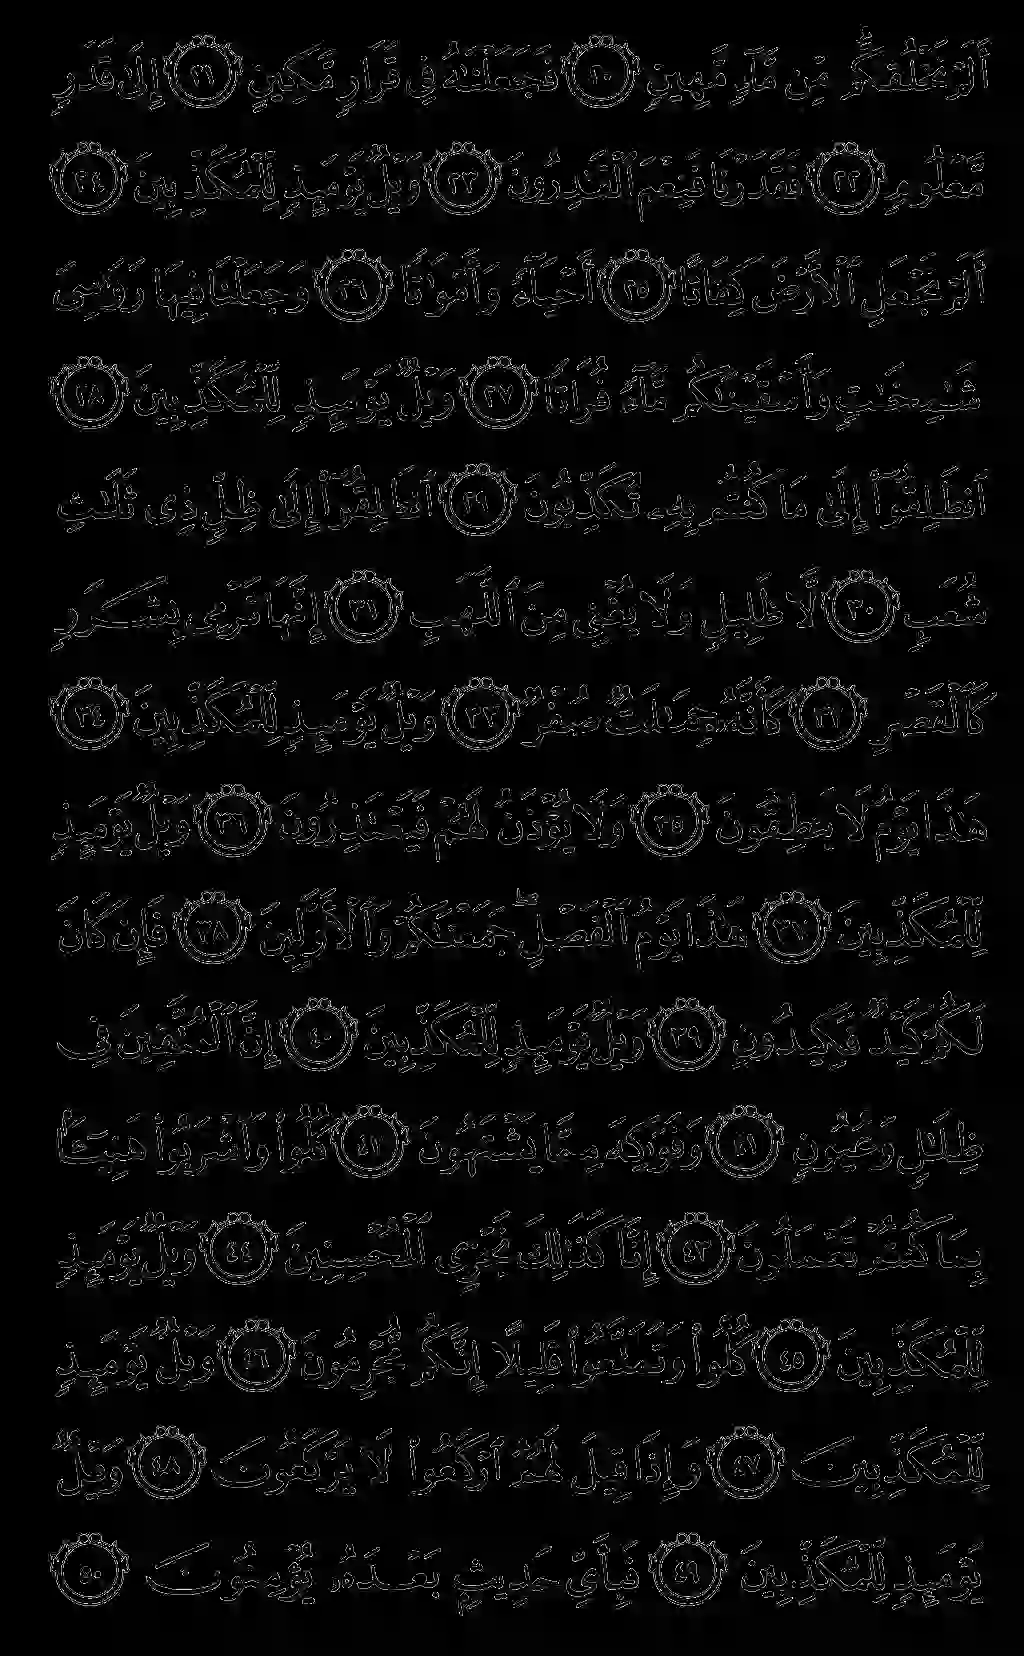 أَلَمْ نَخْلُقكُّم مِّن مَّآءٍ مَّهِينٍ ٢٠ فَجَعَلْنَٰهُ فِى قَرَارٍ مَّكِينٍ ٢١ إِلَىٰ قَدَرٍ
مَّعْلُومٍ ٢٢ فَقَدَرْنَا فَنِعْمَ ٱلْقَٰدِرُونَ ٢٣ وَيْلٌ يَوْمَئِذٍ لِّلْمُكَذِّبِينَ ٢٤
أَلَمْ نَجْعَلِ ٱلْأَرْضَ كِفَاتًا ٢٥ أَحْيَآءً وَأَمْوَٰتًا ٢٦ وَجَعَلْنَا فِيهَا رَوَٰسِىَ
شَٰمِخَٰتٍ وَأَسْقَيْنَٰكُم مَّآءً فُرَاتًا ٢٧ وَيْلٌ يَوْمَئِذٍ لِّلْمُكَذِّبِينَ ٢٨
ٱنطَلِقُوٓا۟ إِلَىٰ مَا كُنتُم بِهِۦ تُكَذِّبُونَ ٢٩ ٱنطَلِقُوٓا۟ إِلَىٰ ظِلٍّ ذِى ثَلَٰثِ
شُعَبٍ ٣٠ لَّا ظَلِيلٍ وَلَا يُغْنِى مِنَ ٱللَّهَبِ ٣١ إِنَّهَا تَرْمِى بِشَرَرٍ
كَٱلْقَصْرِ ٣٢ كَأَنَّهُۥ جِمَٰلَتٌ صُفْرٌ ٣٣ وَيْلٌ يَوْمَئِذٍ لِّلْمُكَذِّبِينَ ٣٤
هَٰذَا يَوْمُ لَا يَنطِقُونَ ٣٥ وَلَا يُؤْذَنُ لَهُمْ فَيَعْتَذِرُونَ ٣٦ وَيْلٌ يَوْمَئِذٍ
لِّلْمُكَذِّبِينَ ٣٧ هَٰذَا يَوْمُ ٱلْفَصْلِ ۖ جَمَعْنَٰكُمْ وَٱلْأَوَّلِينَ ٣٨ فَإِن كَانَ
لَكُمْ كَيْدٌ فَكِيدُونِ ٣٩ وَيْلٌ يَوْمَئِذٍ لِّلْمُكَذِّبِينَ ٤٠ إِنَّ ٱلْمُتَّقِينَ فِى
ظِلَٰلٍ وَعُيُونٍ ٤١ وَفَوَٰكِهَ مِمَّا يَشْتَهُونَ ٤٢ كُلُوا۟ وَٱشْرَبُوا۟ هَنِيٓـًٔۢا
بِمَا كُنتُمْ تَعْمَلُونَ ٤٣ إِنَّا كَذَٰلِكَ نَجْزِى ٱلْمُحْسِنِينَ ٤٤ وَيْلٌ يَوْمَئِذٍ
لِّلْمُكَذِّبِينَ ٤٥ كُلُوا۟ وَتَمَتَّعُوا۟ قَلِيلًا إِنَّكُم مُّجْرِمُونَ ٤٦ وَيْلٌ يَوْمَئِذٍ
لِّلْمُكَذِّبِينَ ٤٧ وَإِذَا قِيلَ لَهُمُ ٱرْكَعُوا۟ لَا يَرْكَعُونَ ٤٨ وَيْلٌ
يَوْمَئِذٍ لِّلْمُكَذِّبِينَ ٤٩ فَبِأَىِّ حَدِيثٍۭ بَعْدَهُۥ يُؤْمِنُونَ ٥٠